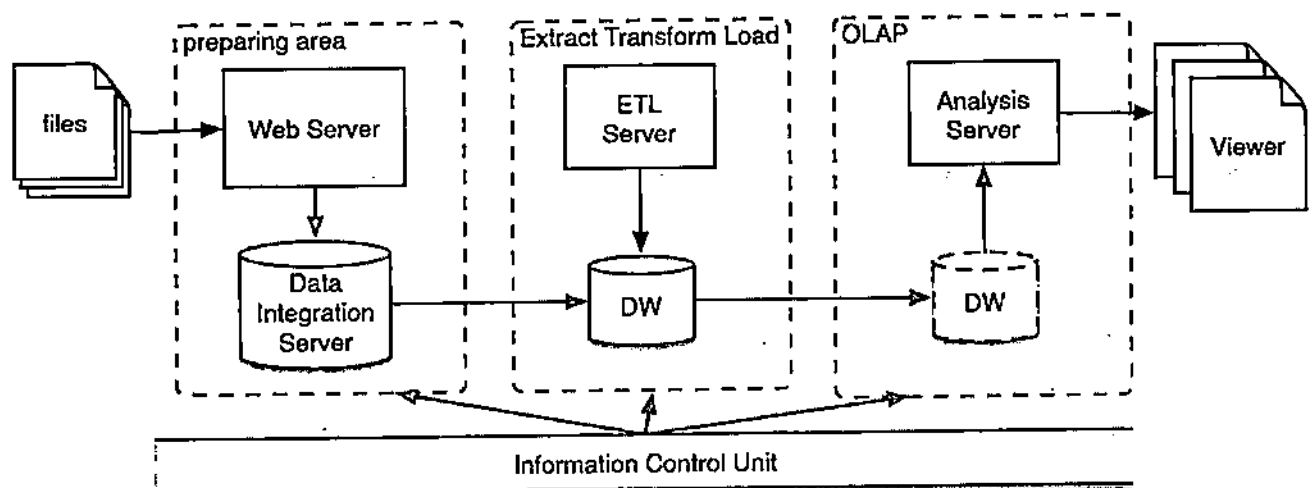 preparing area
Extract Transform Load
OLAP
files
Web Server
ETL
Server
Analysis
Server
Viewer
Data
Integration
Server
DW
DW
Information Control Unit